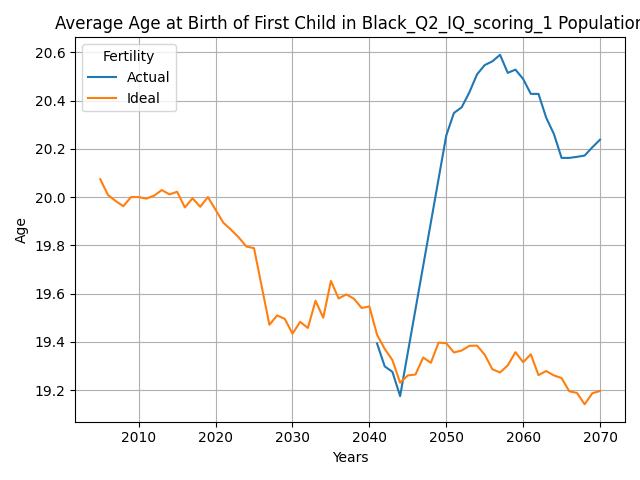 Average Age at Birth of First Child in Black_Q2_IQ_scoring_1 Population
Fertility
Actual
Ideal
20.6
20.4
20.2
20.0
19.8
19.6
19.4
19.2
Age
2010 2020 2030 2040 2050 2060 2070
Years